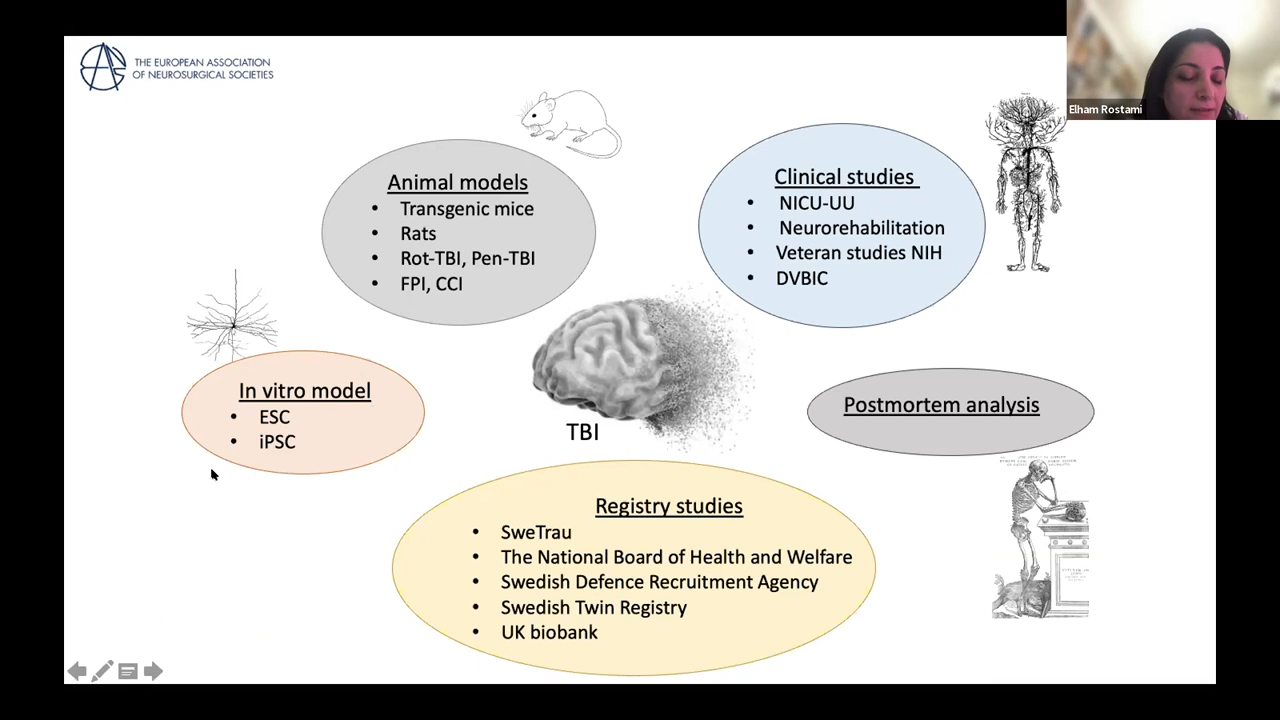 THE EUROPEAN ASSOCIATION
OF NEUROSURGICAL SOCIETIES
Elham Rostami
Animal models
• Transgenic mice
• Rats
• Rot-TBI, Pen-TBI
• FPI, CCI
Clinical studies
• NICU-UU
• Neurorehabilitation
• Veteran studies NIH
• DVBIC
In vitro model
• ESC
• iPSC
TBI
Postmortem analysis
Registry studies
• SweTrau
• The National Board of Health and Welfare
• Swedish Defence Recruitment Agency
• Swedish Twin Registry
• UK biobank